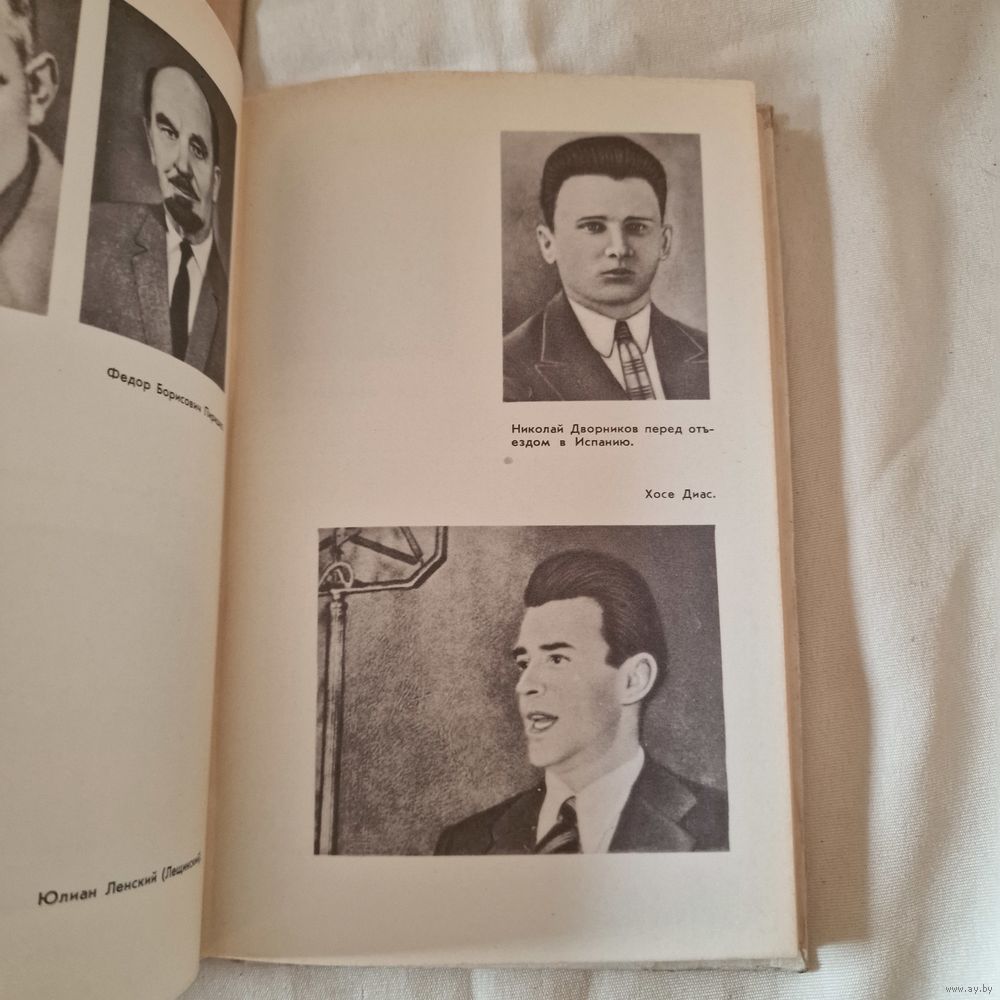 Федор Борисович
Юлиан Ленский (Лещинский
Николай Дворников перед отъ-
ездом в Испанию.
Хосе Диас.
www.ay.by